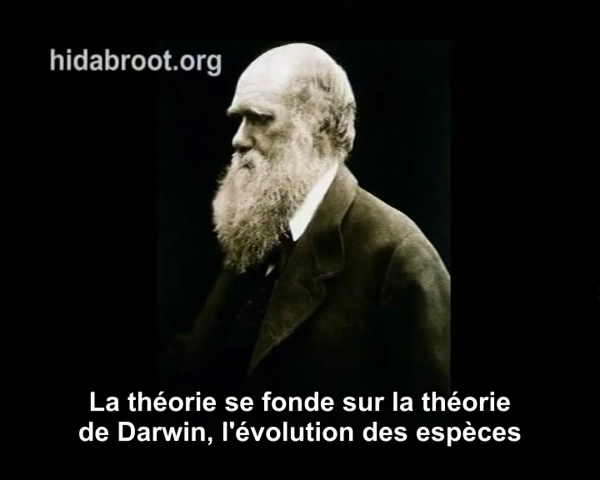 hidabroot.org
La théorie se fonde sur la théorie
de Darwin, l'évolution des espèces